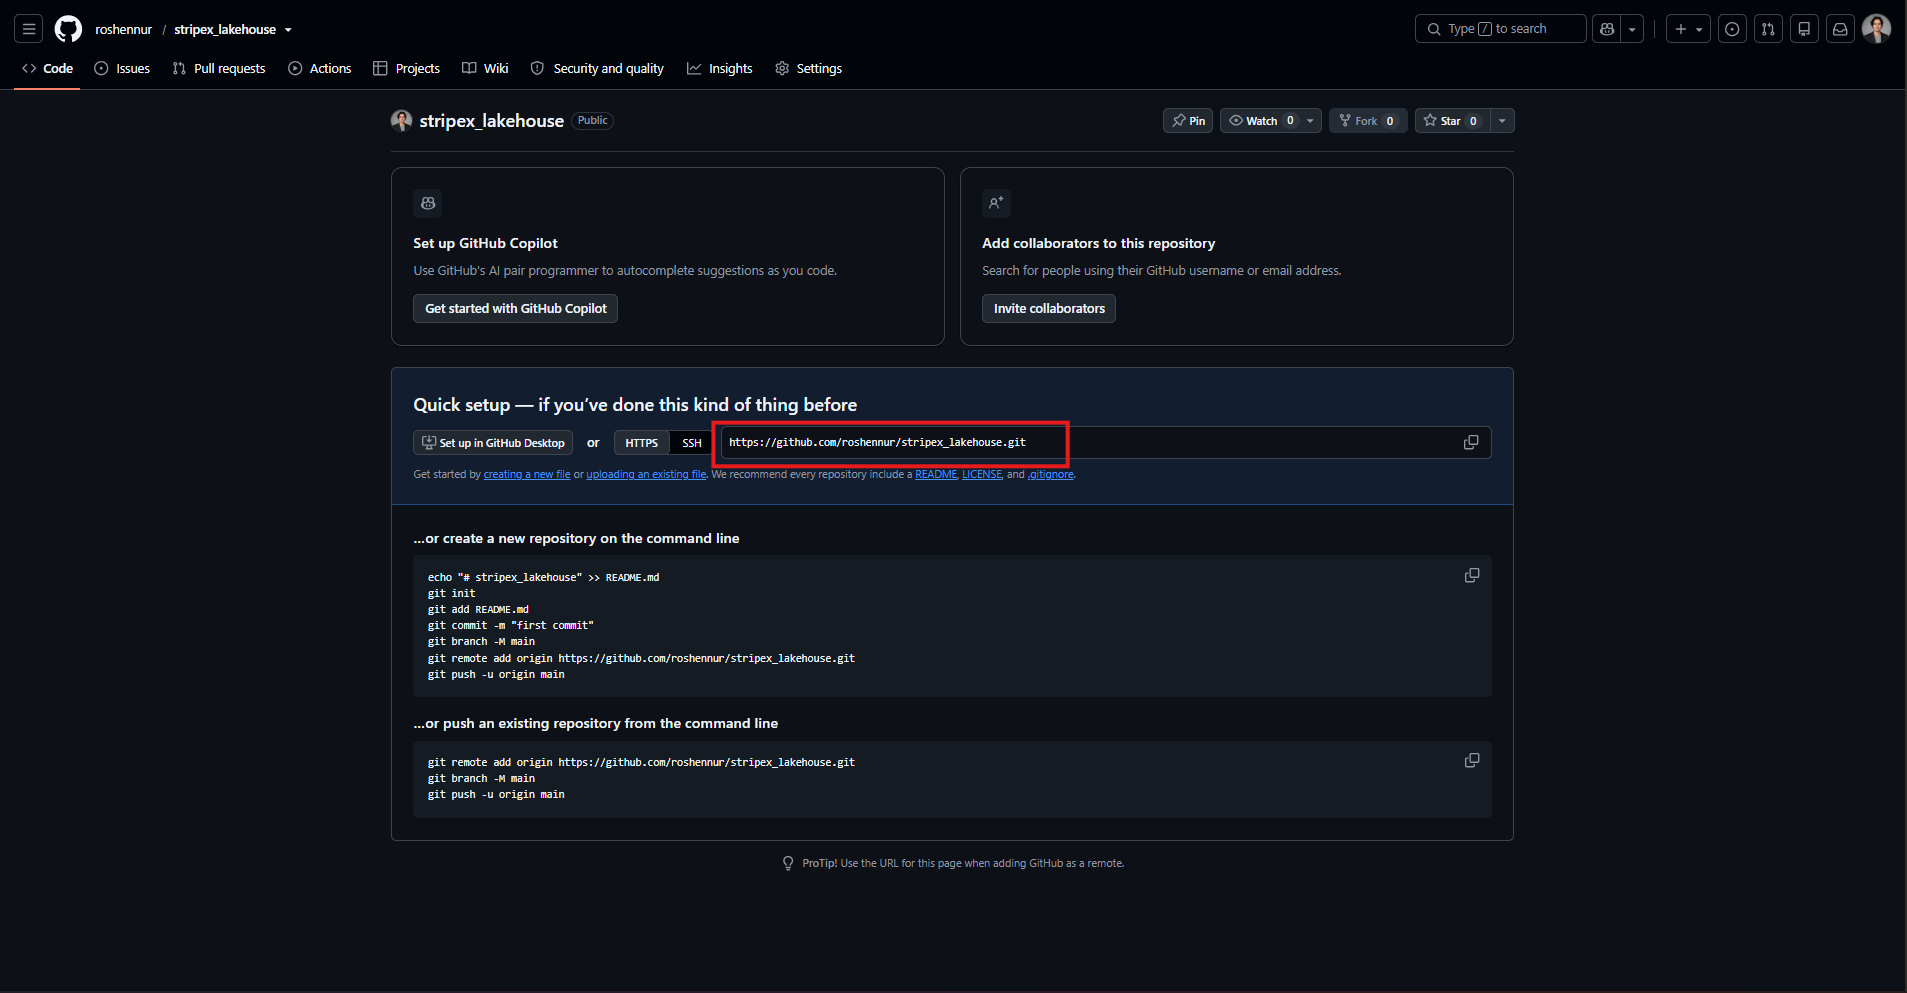 roshennur / stripex_lakehouse
Type / to search
Code Issues Pull requests Actions Projects Wiki Security and quality Insights Settings
stripex_lakehouse Public
Pin Watch 0 Fork 0 Star 0
Set up GitHub Copilot
Use GitHub's AI pair programmer to autocomplete suggestions as you code.
Get started with GitHub Copilot
Add collaborators to this repository
Search for people using their GitHub username or email address.
Invite collaborators
Quick setup — if you've done this kind of thing before
Set up in GitHub Desktop or HTTPS SSH https://github.com/roshennur/stripex_lakehouse.git
Get started by creating a new file or uploading an existing file. We recommend every repository include a README, LICENSE, and .gitignore.
...or create a new repository on the command line
echo "# stripex_lakehouse" >> README.md
git init
git add README.md
git commit -m "first commit"
git branch -M main
git remote add origin https://github.com/roshennur/stripex_lakehouse.git
git push -u origin main
...or push an existing repository from the command line
git remote add origin https://github.com/roshennur/stripex_lakehouse.git
git branch -M main
git push -u origin main
ProTip! Use the URL for this page when adding GitHub as a remote.